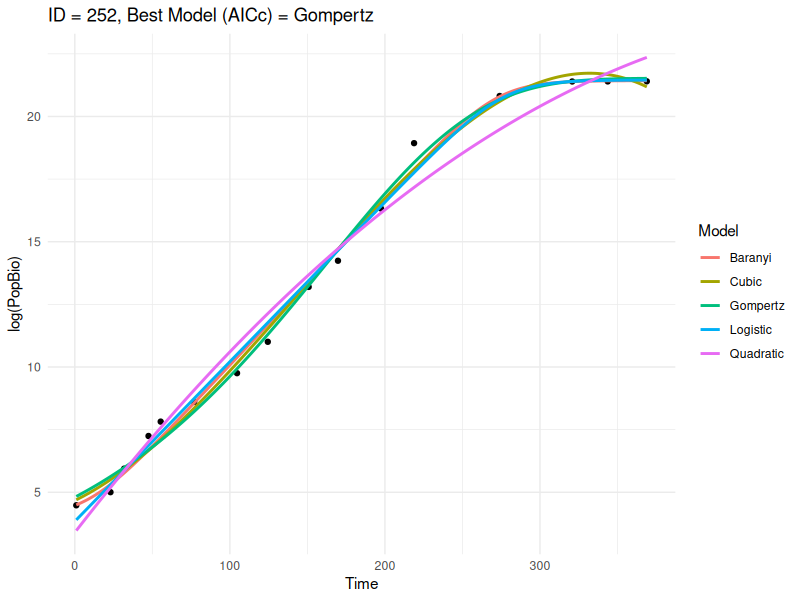 ID = 252, Best Model (AICc) = Gompertz
log(PopBio)
20
15
10
5
0
100
200
300
Time
Model
Baranyi
Cubic
Gompertz
Logistic
Quadratic